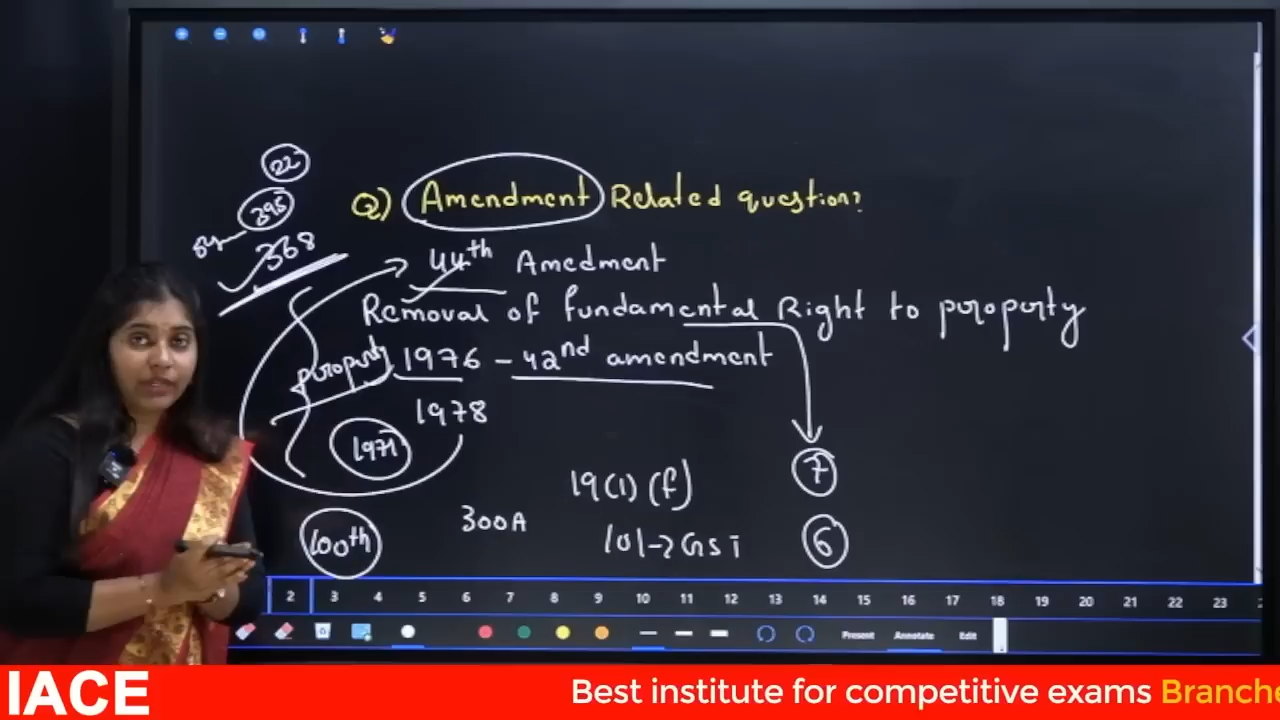 22
395
368
Q) Amendment Related question?
44th Amedment
Removal of fundamental Right to poroperty
poroperty 1976 - 42nd amendment
1978
1971
19(1) (f)
7
300A
101->GST
6
100th
2 3 4 5 6 7 8 9 10 11 12 13 14 15 16 17 18 19 20 21 22 23
Present Annotate Edit
IACE
Best institute for competitive exams Branche